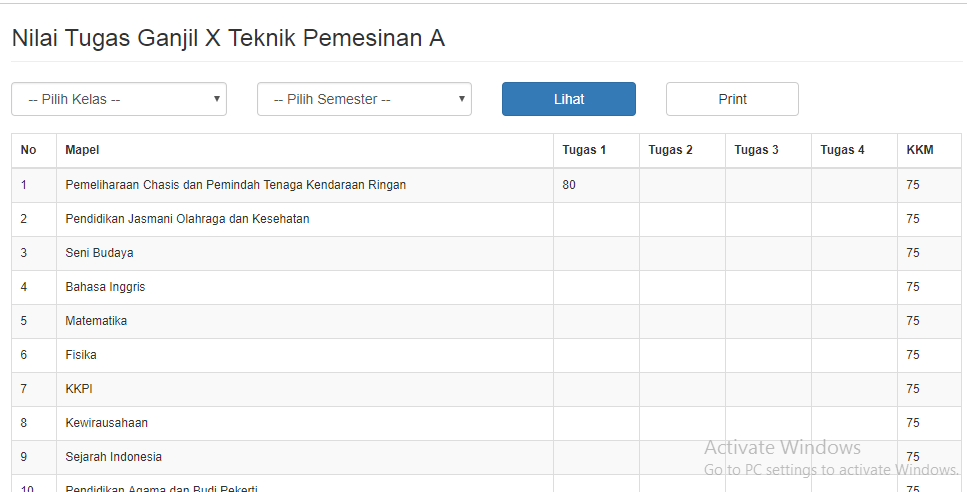 Nilai Tugas Ganjil X Teknik Pemesinan A
-- Pilih Kelas -- -- Pilih Semester -- Lihat Print
No Mapel Tugas 1 Tugas 2 Tugas 3 Tugas 4 KKM
1 Pemeliharaan Chasis dan Pemindah Tenaga Kendaraan Ringan 80 75
2 Pendidikan Jasmani Olahraga dan Kesehatan 75
3 Seni Budaya 75
4 Bahasa Inggris 75
5 Matematika 75
6 Fisika 75
7 KKPI 75
8 Kewirausahaan 75
Activate Windows
9 Sejarah Indonesia 75
Go to PC settings to activate Windows.
10 Pendidikan Agama dan Budi Pekerti 75